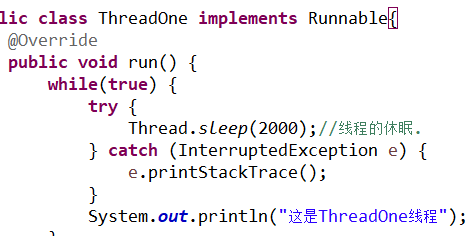 lic class ThreadOne implements Runnable{
@Override
public void run() {
while(true) {
try {
Thread.sleep(2000);//线程的休眠.
} catch (InterruptedException e) {
e.printStackTrace();
}
System.out.println("这是ThreadOne线程");